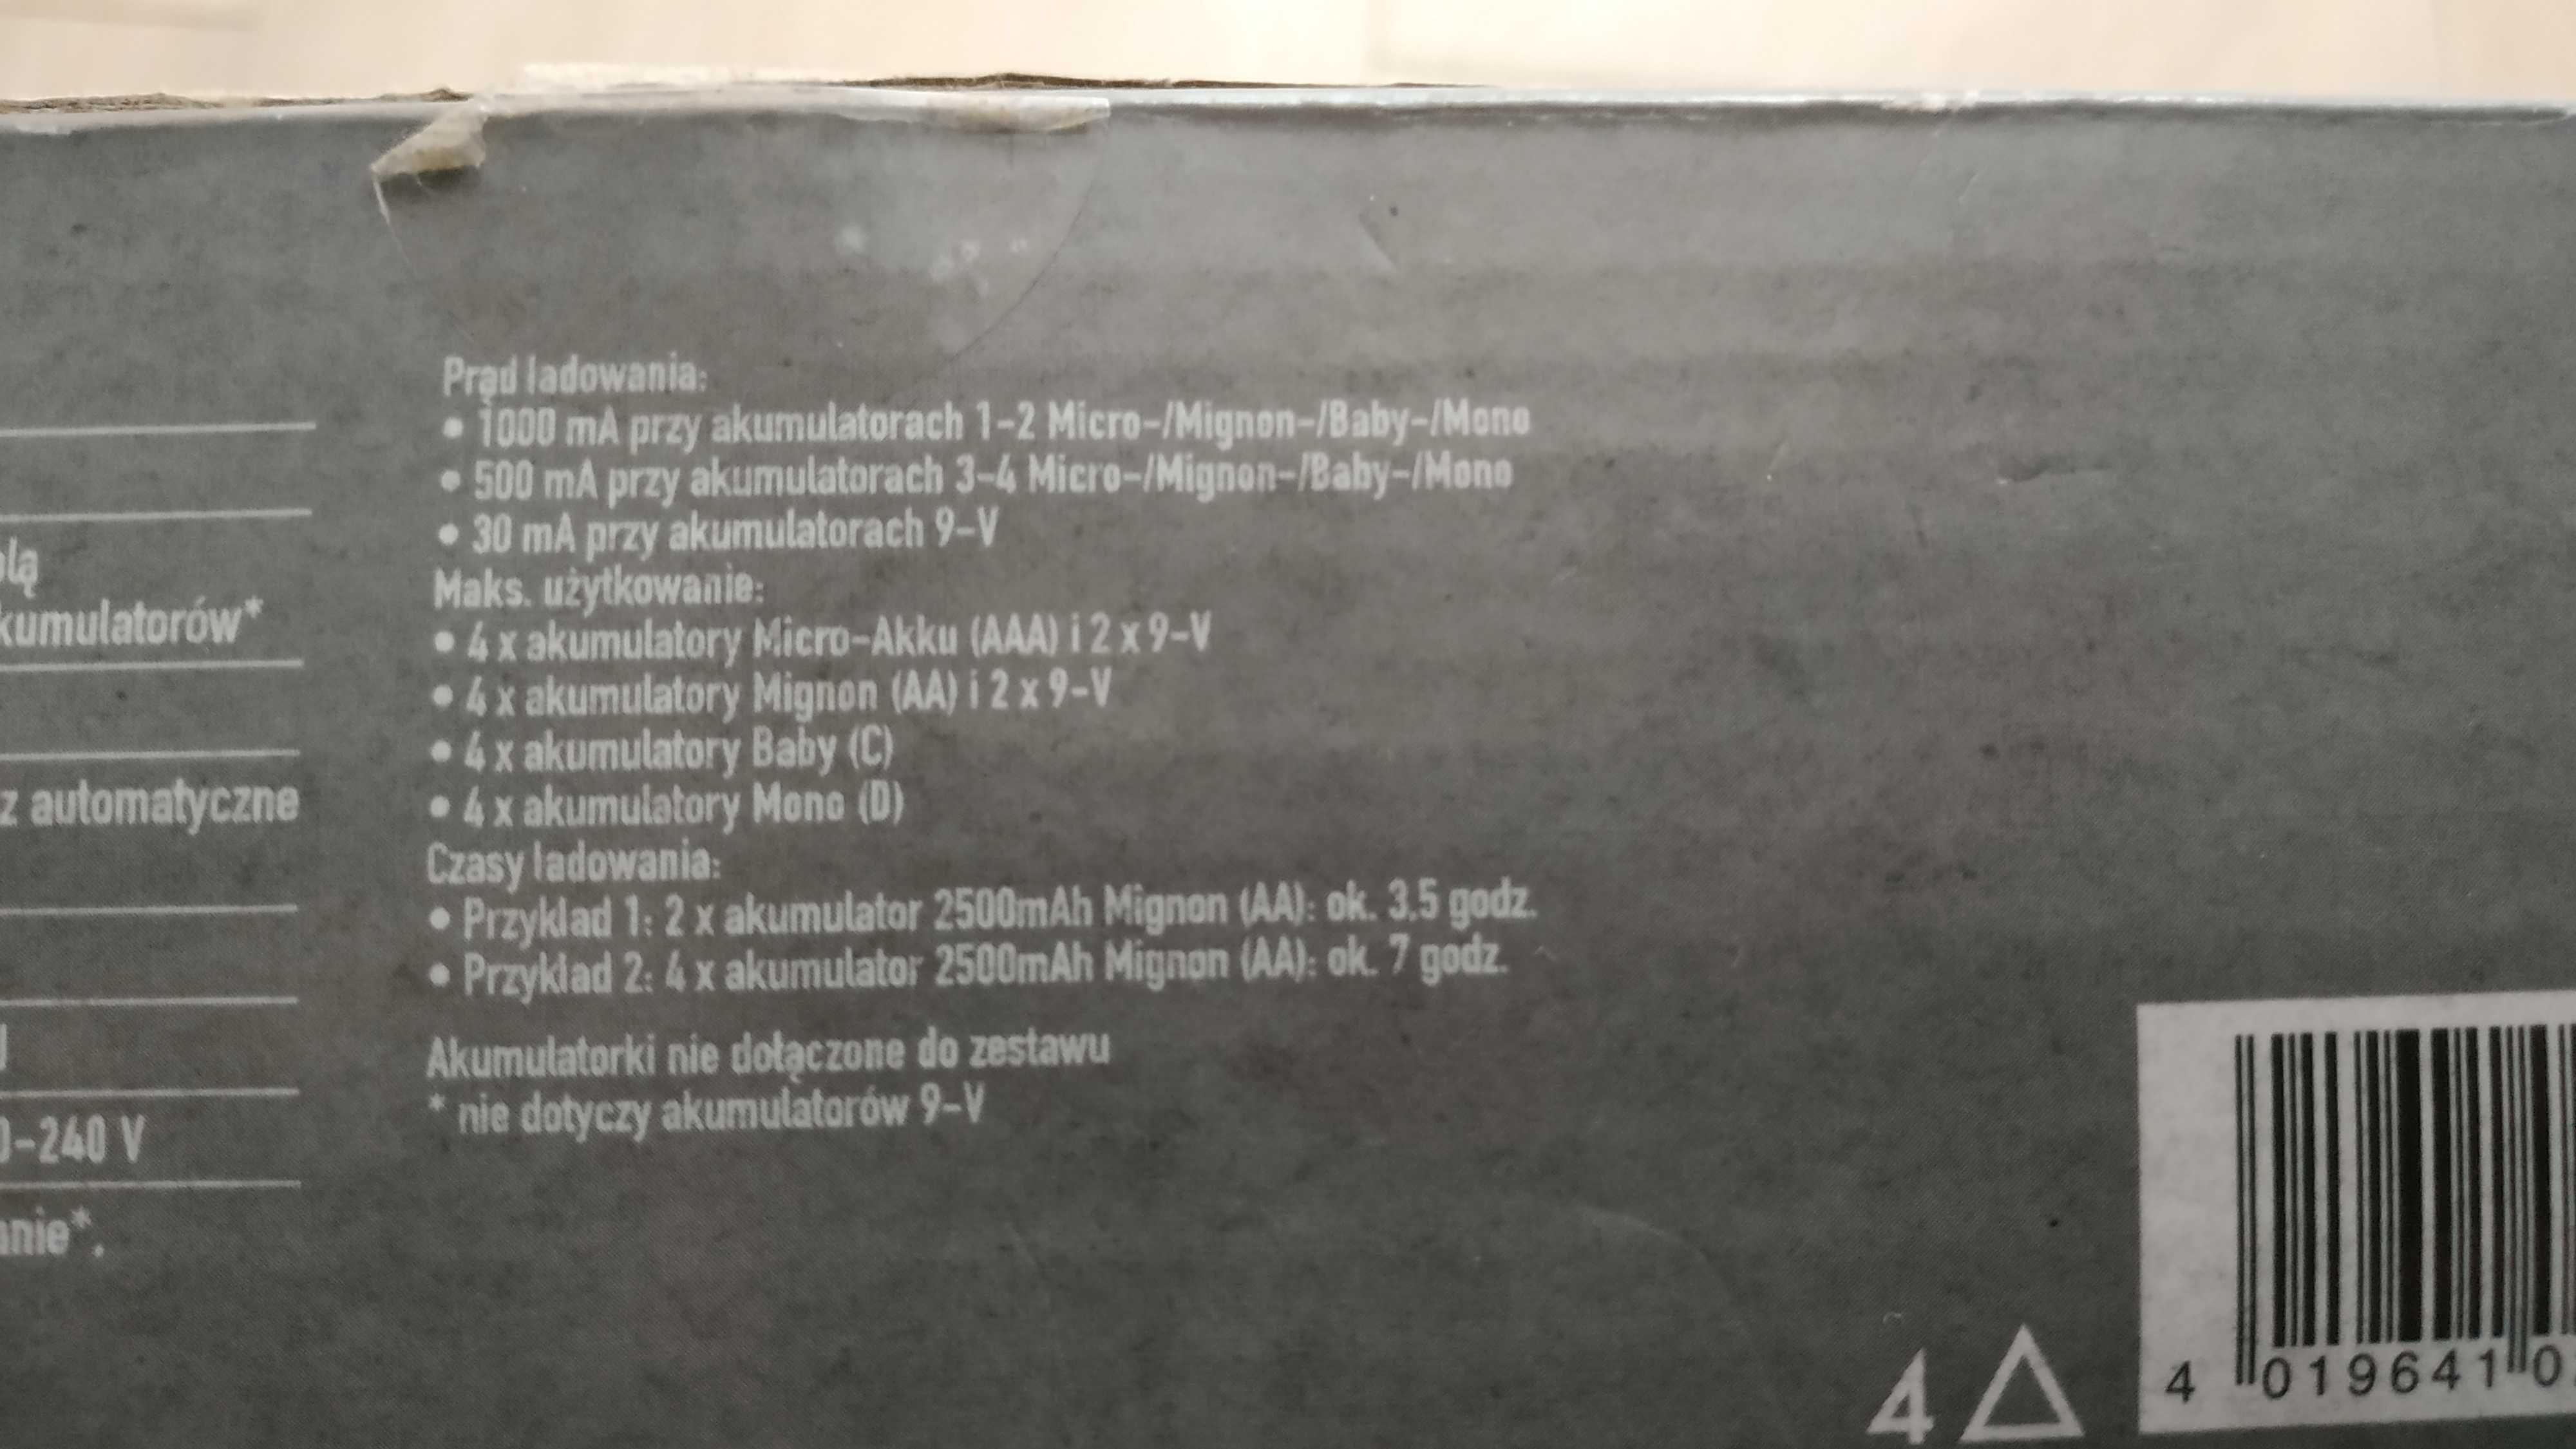 kumulatorów*
z automatyczne
-240 V
Prąd ładowania:
• 1000 mA przy akumulatorach 1-2 Micro-/Mignon-/Baby-/Mono
• 500 mA przy akumulatorach 3-4 Micro-/Mignon-/Baby-/Mono
• 30 mA przy akumulatorach 9-V
Maks. użytkowanie:
• 4 x akumulatory Micro-Akku (AAA) i 2 x 9-V
• 4 x akumulatory Mignon (AA) i 2 x 9-V
• 4 x akumulatory Baby (C)
• 4 x akumulatory Mono (D)
Czasy ładowania:
• Przykład 1: 2 x akumulator 2500mAh Mignon (AA): ok. 3.5 godz.
• Przykład 2: 4 x akumulator 2500mAh Mignon (AA): ok. 7 godz.
Akumulatorki nie dołączone do zestawu
* nie dotyczy akumulatorów 9-V
4
4 019641 0